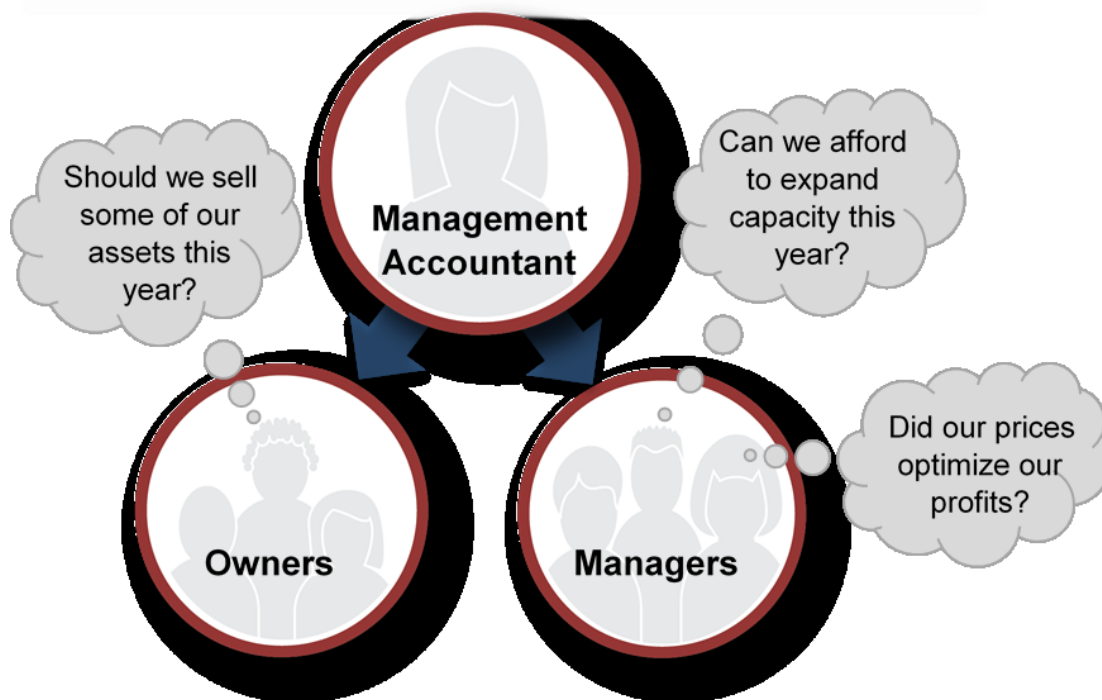 Should we sell
some of our
assets this
year?
Management
Accountant
Can we afford
to expand
capacity this
year?
Owners
Managers
Did our prices
optimize our
profits?